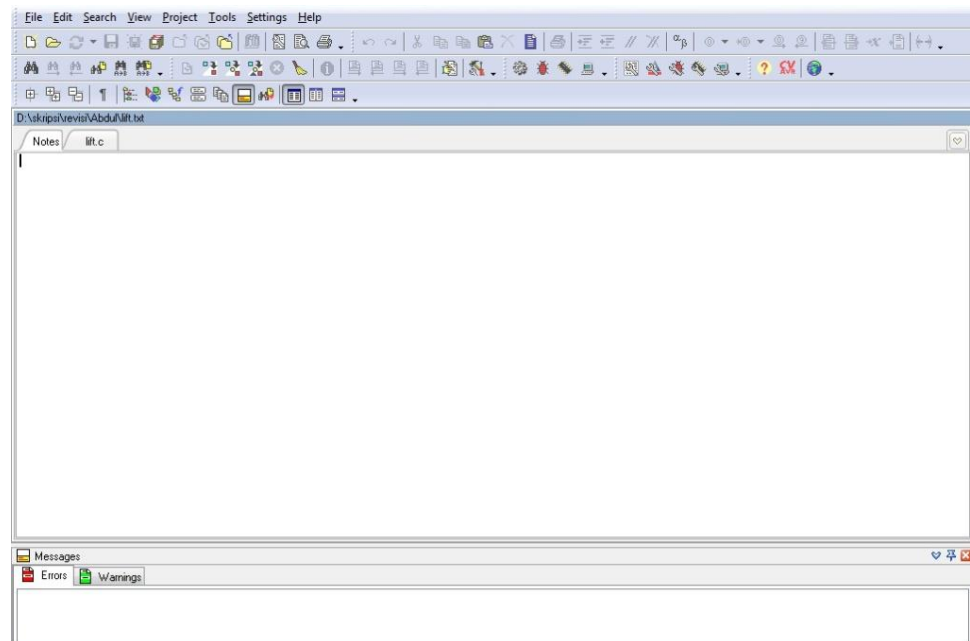 File Edit Search View Project Tools Settings Help
D:\skripsi\revisi\Abdul\lift.txt
Notes lift.c
Messages
Errors Warnings